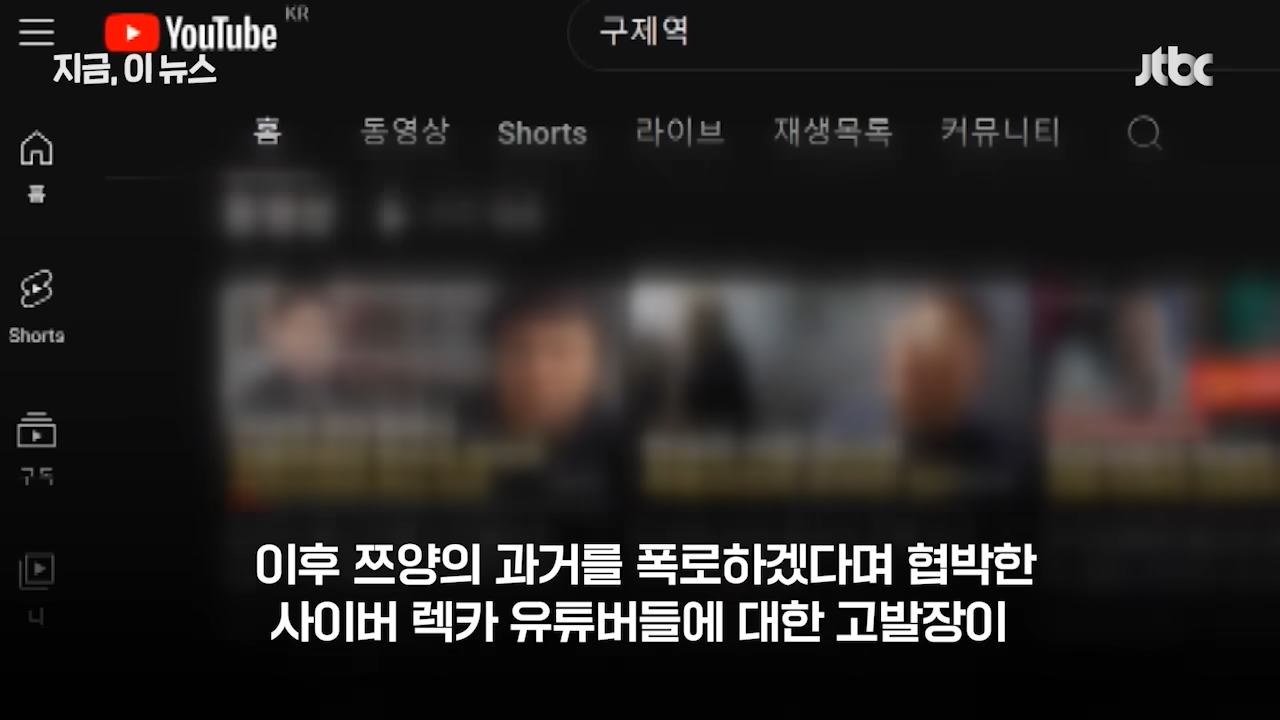 YouTube KR
구제역
지금, 이 뉴스
jtbc
홈 동영상 Shorts 라이브 재생목록 커뮤니티
홈
Shorts
구독
이후 쯔양의 과거를 폭로하겠다며 협박한
사이버 렉카 유튜버들에 대한 고발장이